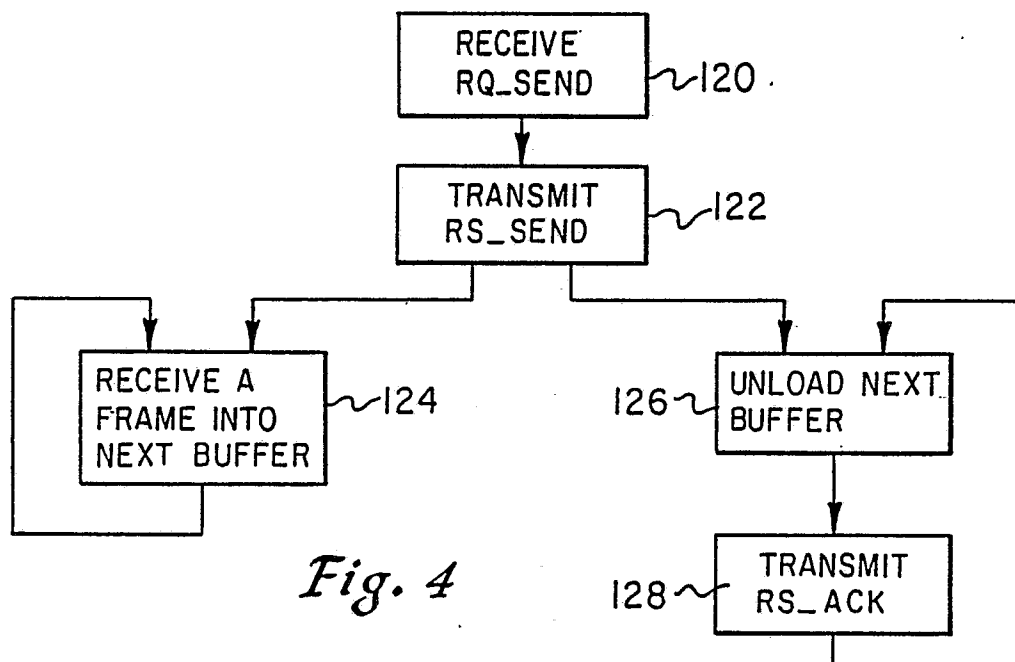 RECEIVE
RQ_SEND
120
TRANSMIT
RS_SEND
122
RECEIVE A
FRAME INTO
NEXT BUFFER
124
126
UNLOAD NEXT
BUFFER
Fig. 4
128
TRANSMIT
RS_ACK